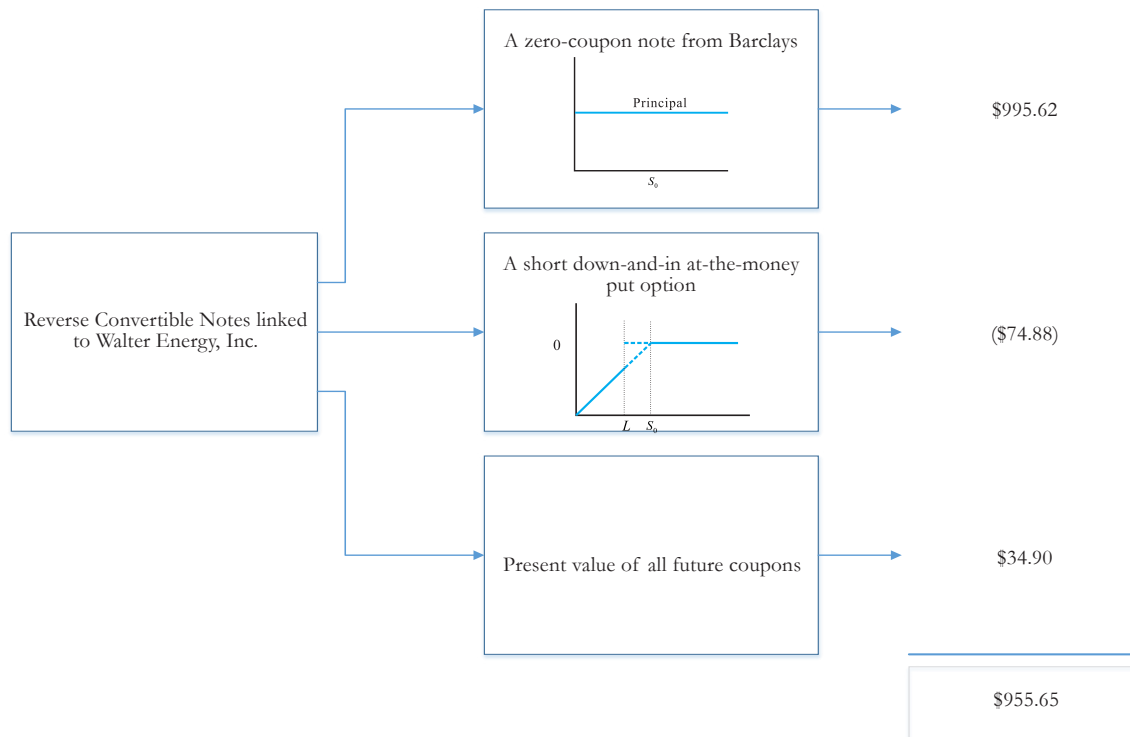 A zero-coupon note from Barclays
Principal
S₀
$995.62
Reverse Convertible Notes linked
to Walter Energy, Inc.
A short down-and-in at-the-money
put option
0
L S₀
($74.88)
Present value of all future coupons
$34.90
$955.65